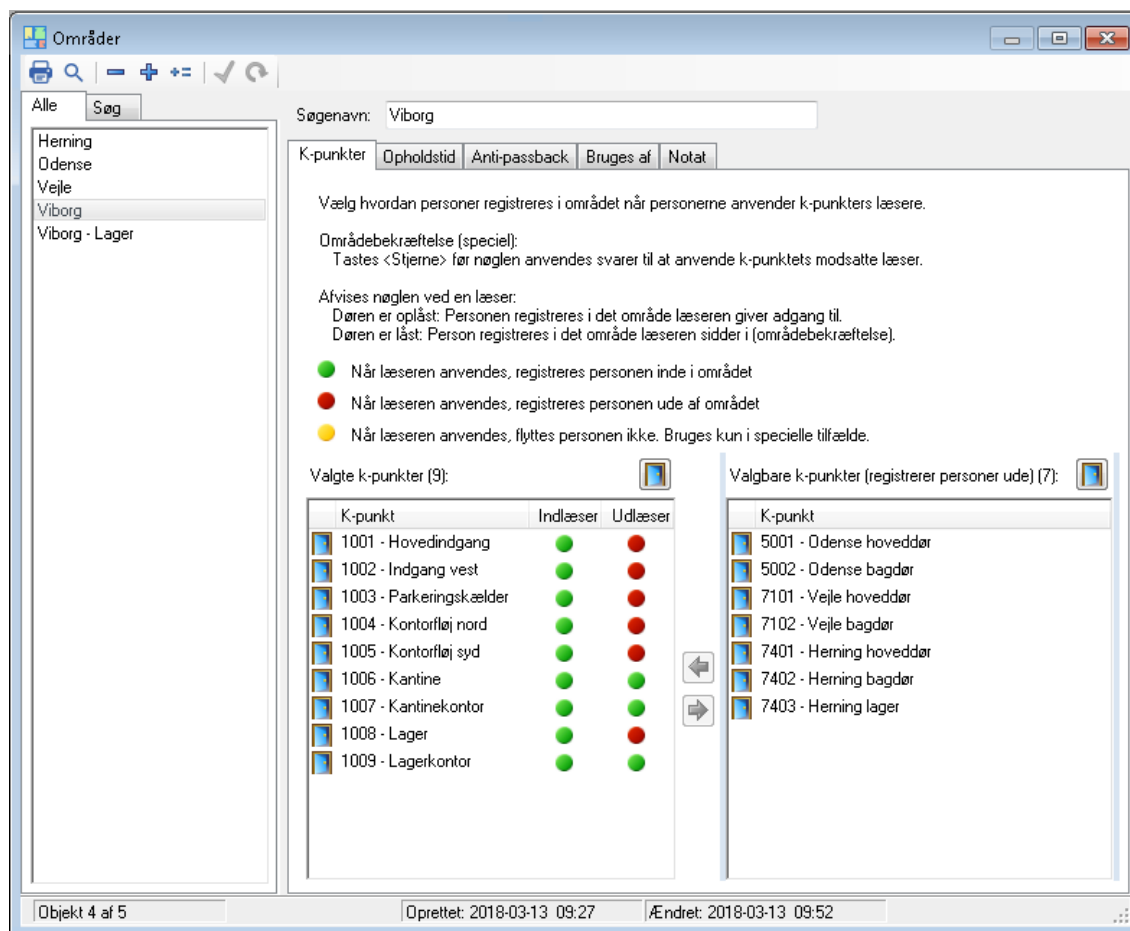 Områder
Alle
Søg
Herning
Odense
Vejle
Viborg
Viborg - Lager
Søgenavn: Viborg
K-punkter Opholdstid Anti-passback Bruges af Notat
Vælg hvordan personer registreres i området når personerne anvender k-punkters læsere.
Områdebekræftelse (speciel):
Tastes <Stjerne> før nøglen anvendes svarer til at anvende k-punktets modsatte læser.
Afvises nøglen ved en læser:
Døren er oplåst: Personen registreres i det område læseren giver adgang til.
Døren er låst: Person registreres i det område læseren sidder i (områdebekræftelse).
Når læseren anvendes, registreres personen inde i området
Når læseren anvendes, registreres personen ude af området
Når læseren anvendes, flyttes personen ikke. Bruges kun i specielle tilfælde.
Valgte k-punkter (9):
K-punkt Indlæser Udlæser
1001 - Hovedindgang
1002 - Indgang vest
1003 - Parkeringskælder
1004 - Kontorfløj nord
1005 - Kontorfløj syd
1006 - Kantine
1007 - Kantinekontor
1008 - Lager
1009 - Lagerkontor
Valgbare k-punkter (registrerer personer ude) (7):
K-punkt
5001 - Odense hoveddør
5002 - Odense bagdør
7101 - Vejle hoveddør
7102 - Vejle bagdør
7401 - Herning hoveddør
7402 - Herning bagdør
7403 - Herning lager
Objekt 4 af 5
Oprettet: 2018-03-13 09:27
Ændret: 2018-03-13 09:52